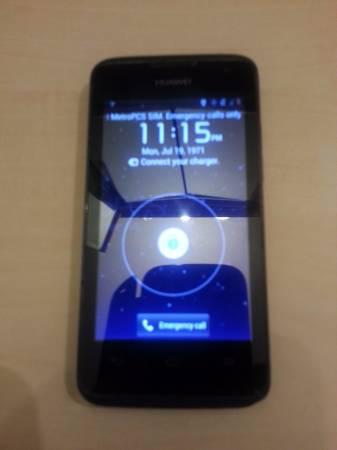 HUAWEI
MetroPCS SIM. Emergency calls only
11:15PM
Mon, Jul 19, 1971
Connect your charger.
Emergency call